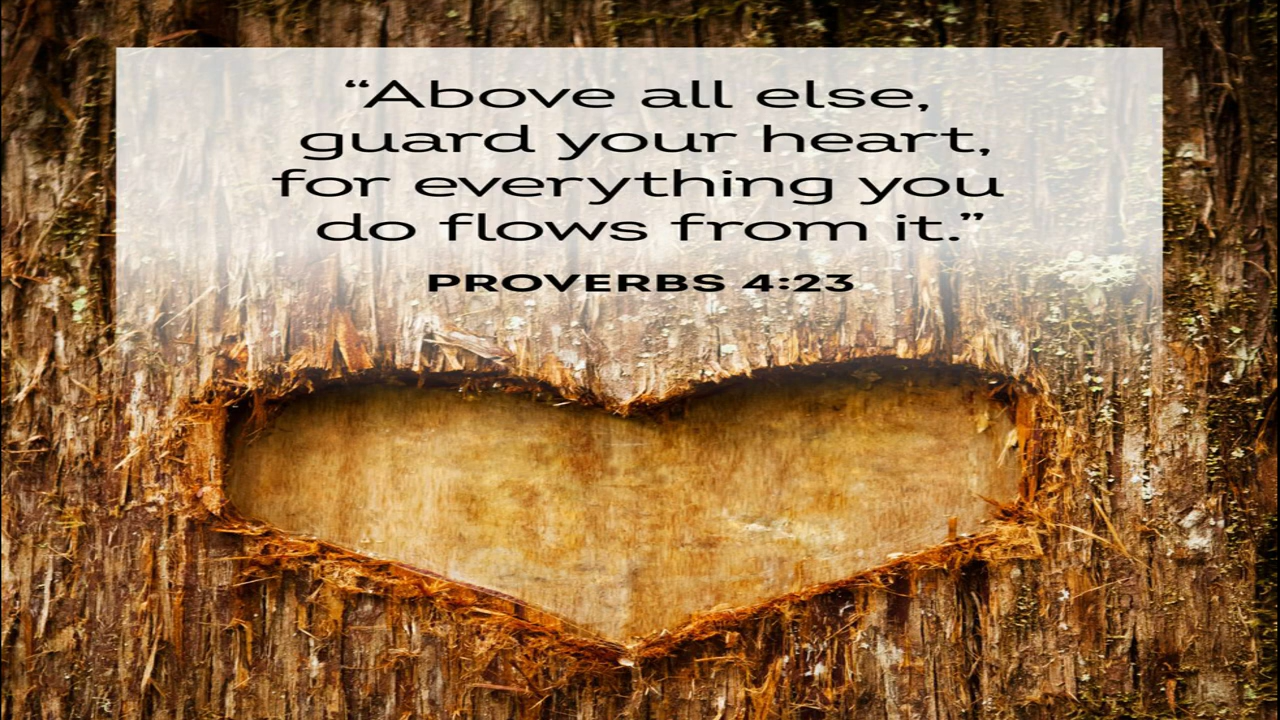 “Above all else,
guard your heart,
for everything you
do flows from it.”
PROVERBS 4:23